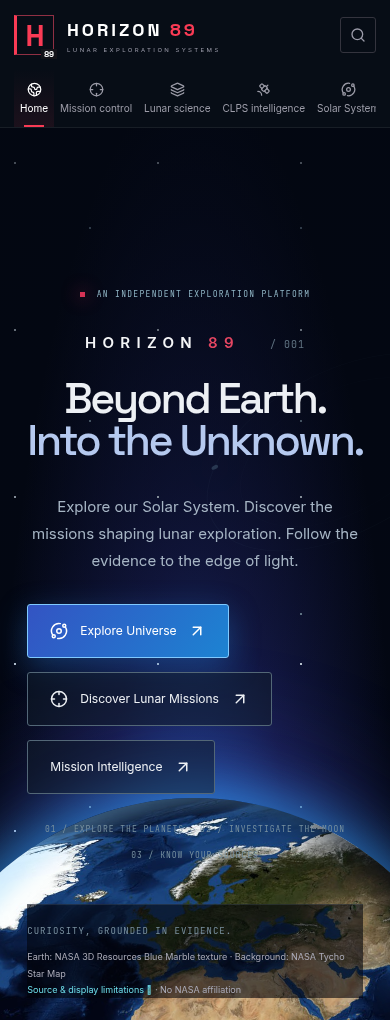 H
89
HORIZON 89
LUNAR EXPLORATION SYSTEMS
Home
Mission control
Lunar science
CLPS intelligence
Solar System
AN INDEPENDENT EXPLORATION PLATFORM
HORIZON 89 / 001
Beyond Earth.
Into the Unknown.
Explore our Solar System. Discover the
missions shaping lunar exploration. Follow the
evidence to the edge of light.
Explore Universe
Discover Lunar Missions
Mission Intelligence
01 / EXPLORE THE PLANETS / INVESTIGATE THE MOON
03 / KNOW YOUR
CURIOSITY, GROUNDED IN EVIDENCE.
Earth: NASA 3D Resources Blue Marble texture · Background: NASA Tycho
Star Map
Source & display limitations · No NASA affiliation